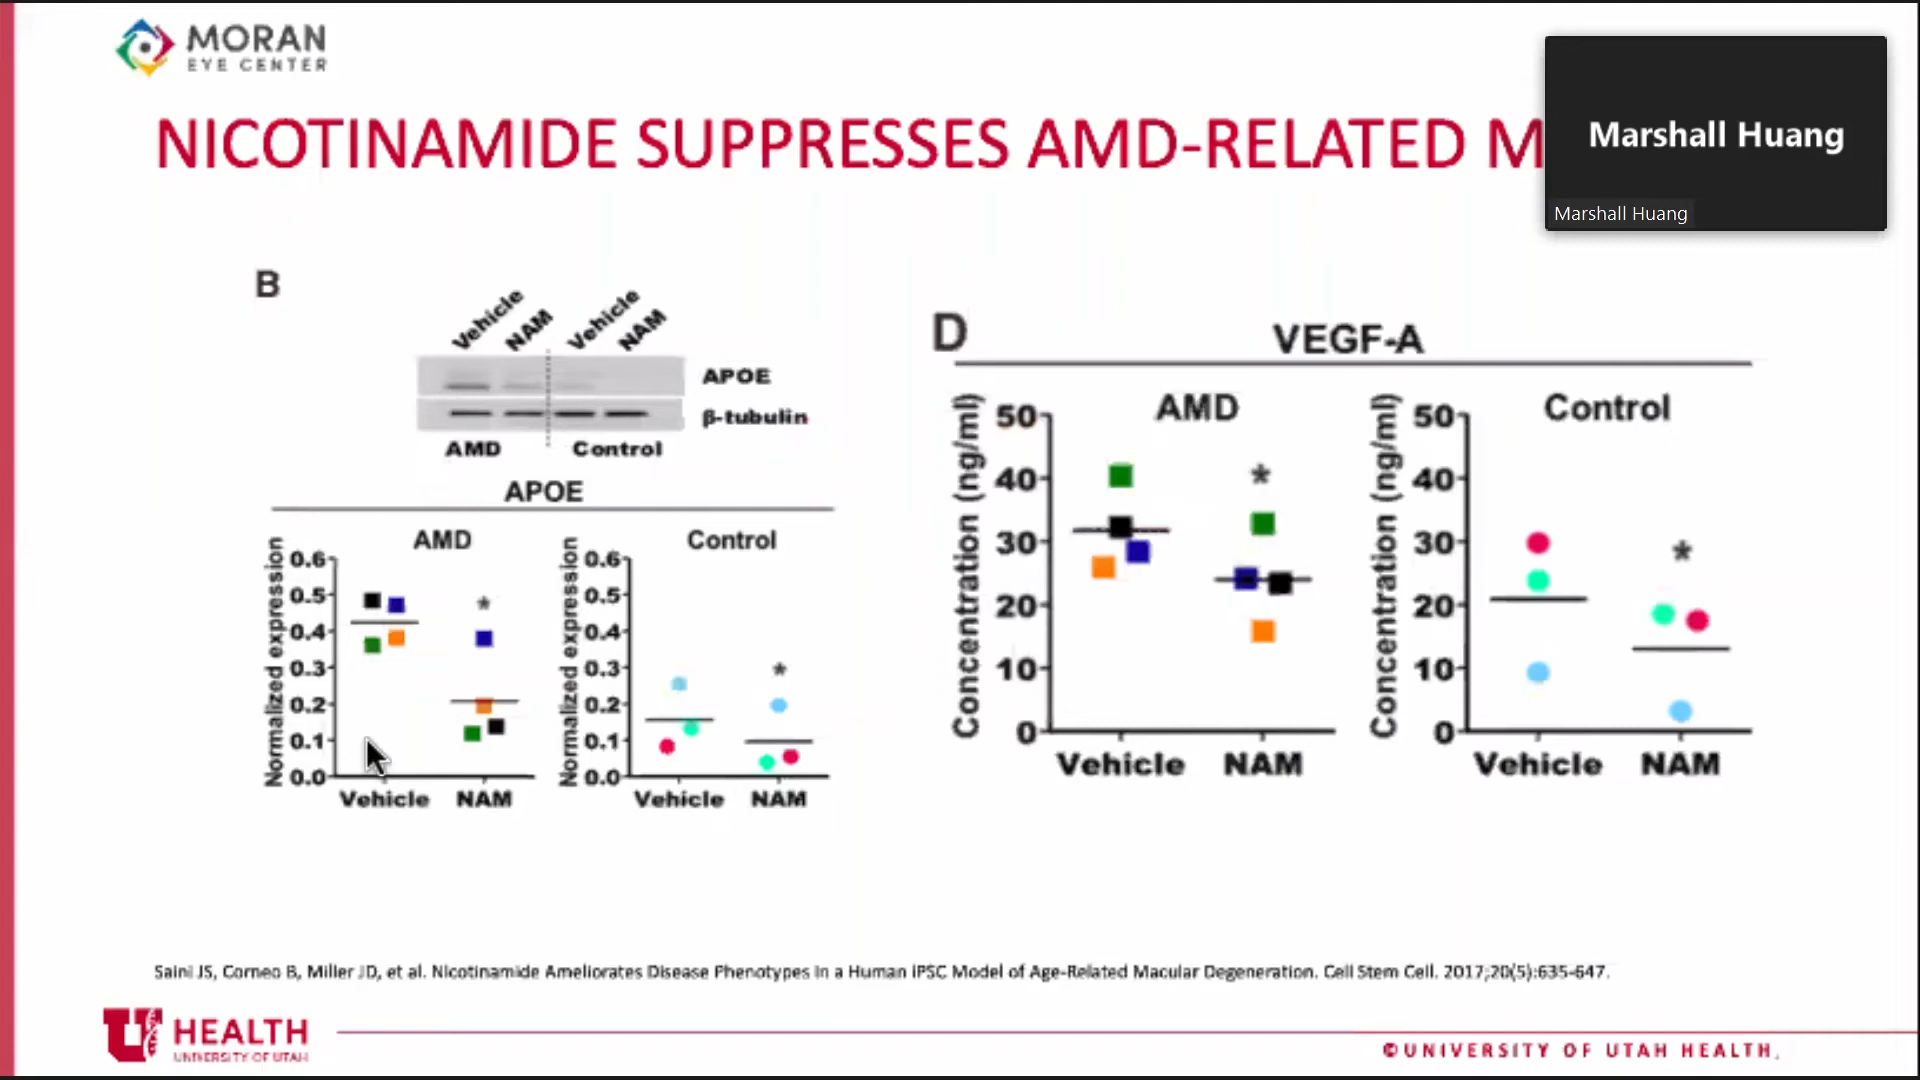 MORAN
EYE CENTER
NICOTINAMIDE SUPPRESSES AMD-RELATED M
Marshall Huang
Marshall Huang
B
Vehicle NAM Vehicle NAM
APOE
β-tubulin
AMD Control
APOE
AMD
Control
Normalized expression
0.6
0.5
0.4
0.3
0.2
0.1
0.0
*
Vehicle NAM
Normalized expression
0.6
0.5
0.4
0.3
0.2
0.1
0.0
*
Vehicle NAM
D
VEGF-A
AMD
Control
Concentration (ng/ml)
50
40
30
20
10
0
*
Vehicle NAM
Concentration (ng/ml)
50
40
30
20
10
0
*
Vehicle NAM
Saini JS, Corneo B, Miller JD, et al. Nicotinamide Ameliorates Disease Phenotypes in a Human iPSC Model of Age-Related Macular Degeneration. Cell Stem Cell. 2017;20(5):635-647.
U HEALTH
UNIVERSITY OF UTAH
©UNIVERSITY OF UTAH HEALTH,